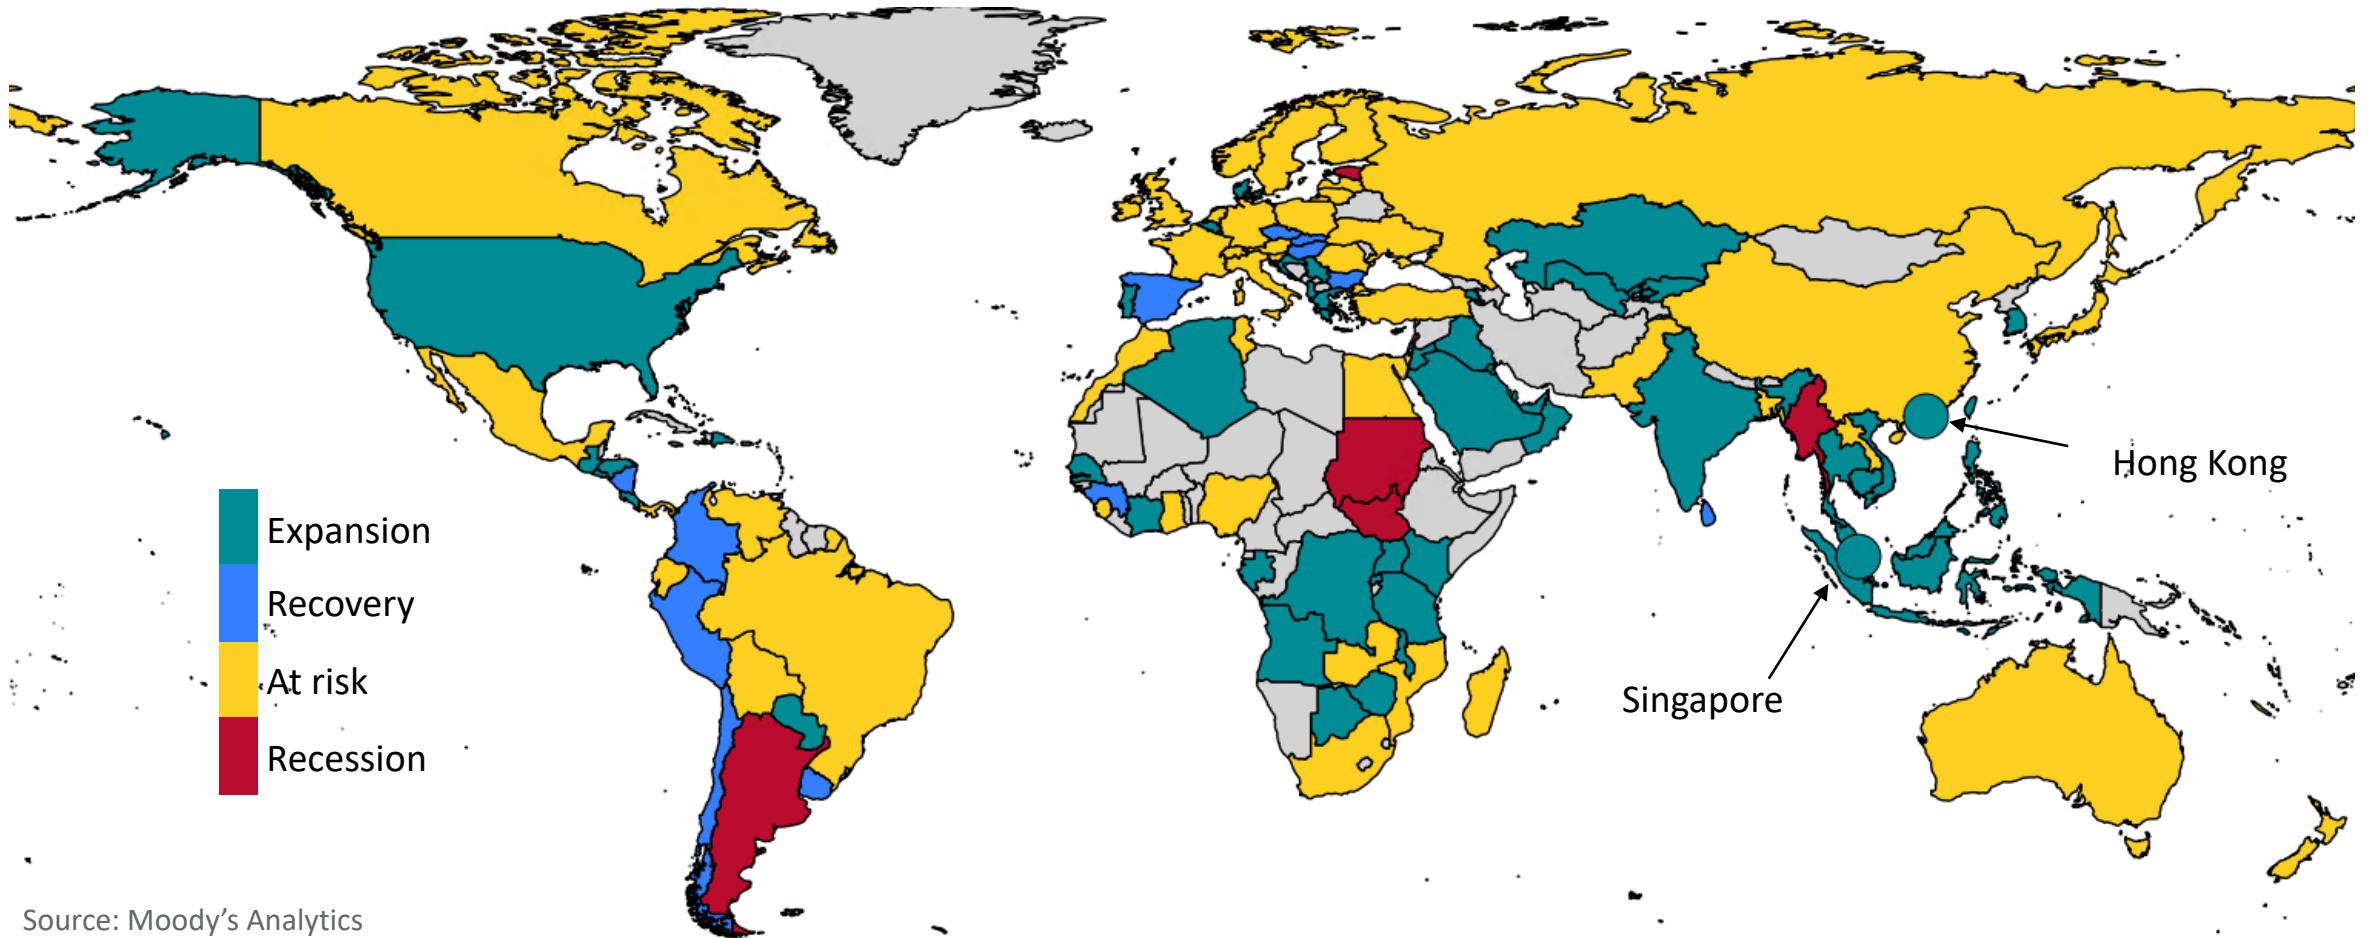 Hong Kong
Expansion
Recovery
At risk
Singapore
Recession
Source: Moody's Analytics